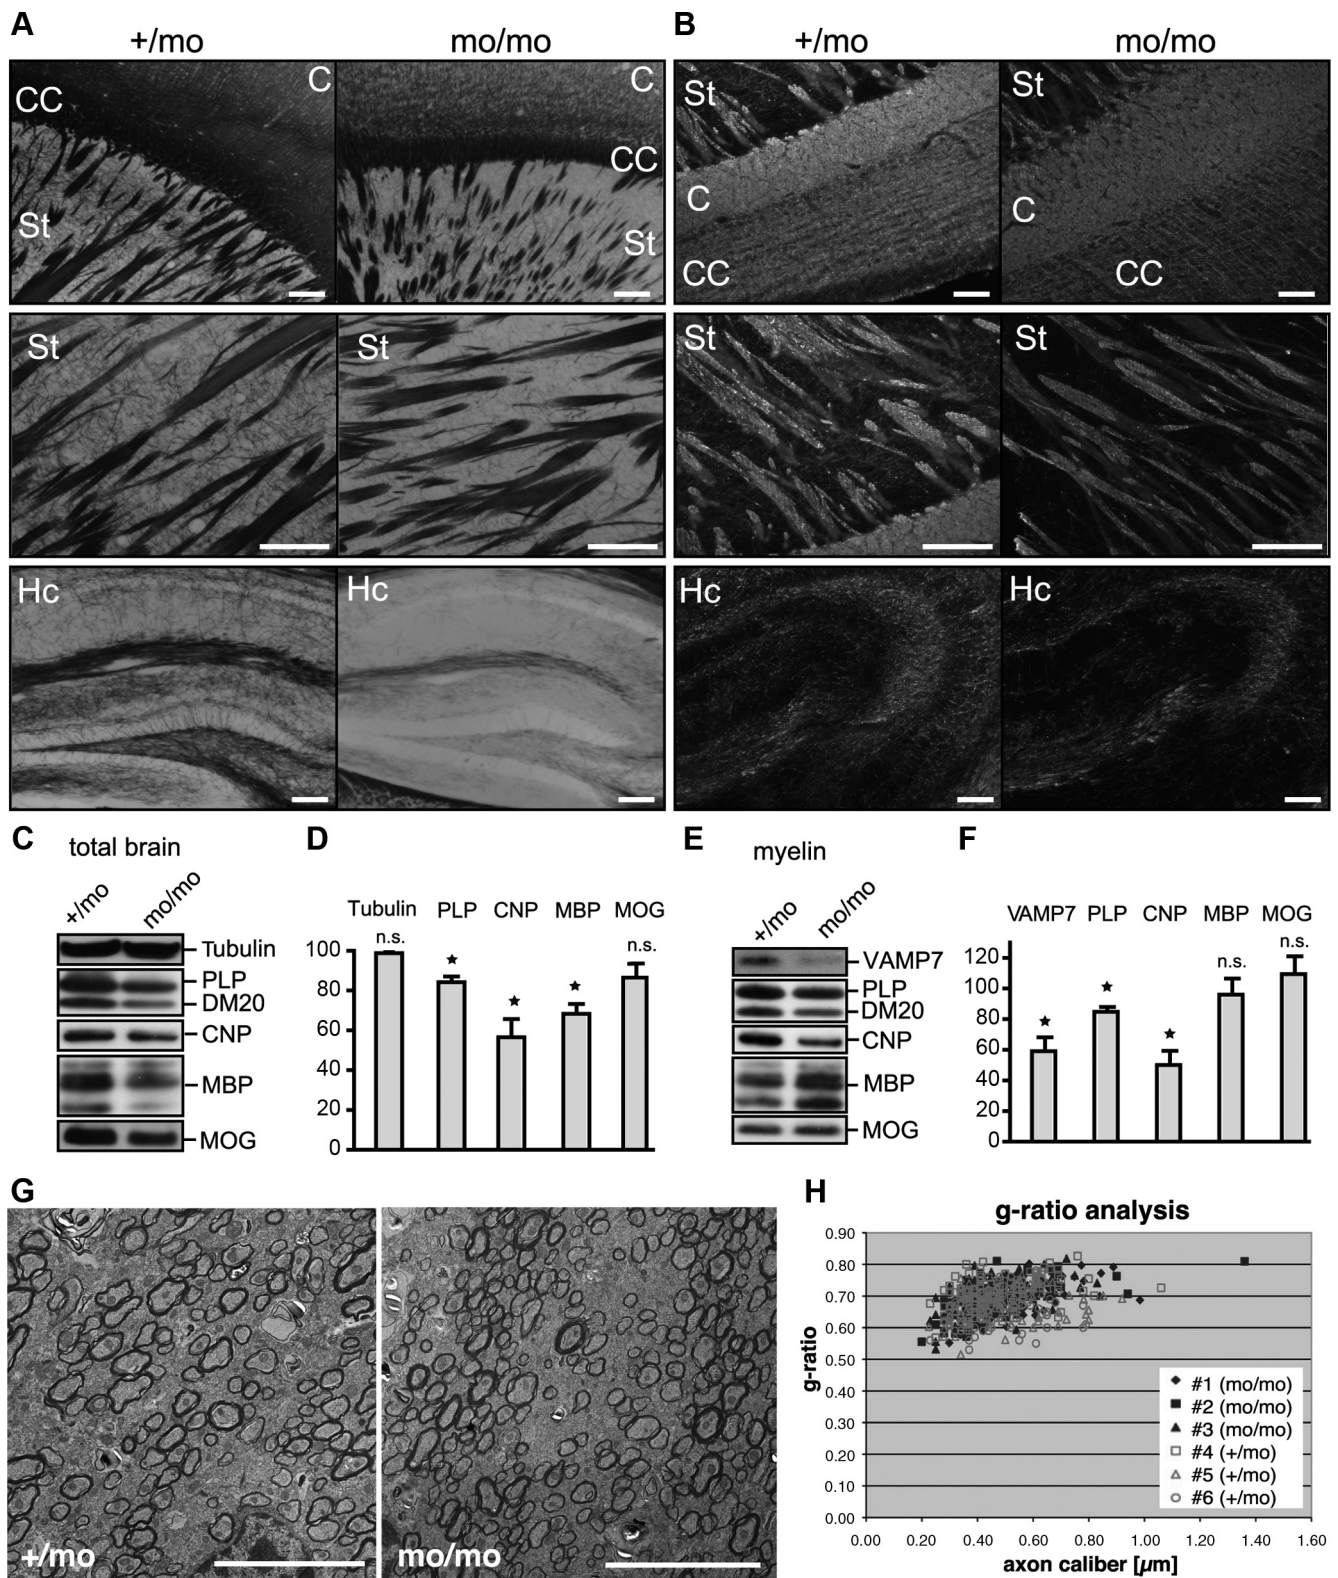 A
+/mo mo/mo
CC C C
CC
St St
St St
Hc Hc
B
+/mo mo/mo
St St
C C
CC CC
St St
Hc Hc
C
total brain
+/mo mo/mo
Tubulin
PLP
DM20
CNP
MBP
MOG
D
Tubulin PLP CNP MBP MOG
n.s. ★ ★ ★ n.s.
100
80
60
40
20
0
E
myelin
+/mo mo/mo
VAMP7
PLP
DM20
CNP
MBP
MOG
F
VAMP7 PLP CNP MBP MOG
★ ★ ★ n.s. n.s.
120
100
80
60
40
20
0
G
+/mo mo/mo
H
g-ratio analysis
g-ratio
0.90
0.80
0.70
0.60
0.50
0.40
0.30
0.20
0.10
0.00
#1 (mo/mo)
#2 (mo/mo)
#3 (mo/mo)
#4 (+/mo)
#5 (+/mo)
#6 (+/mo)
0.00 0.20 0.40 0.60 0.80 1.00 1.20 1.40 1.60
axon caliber [µm]